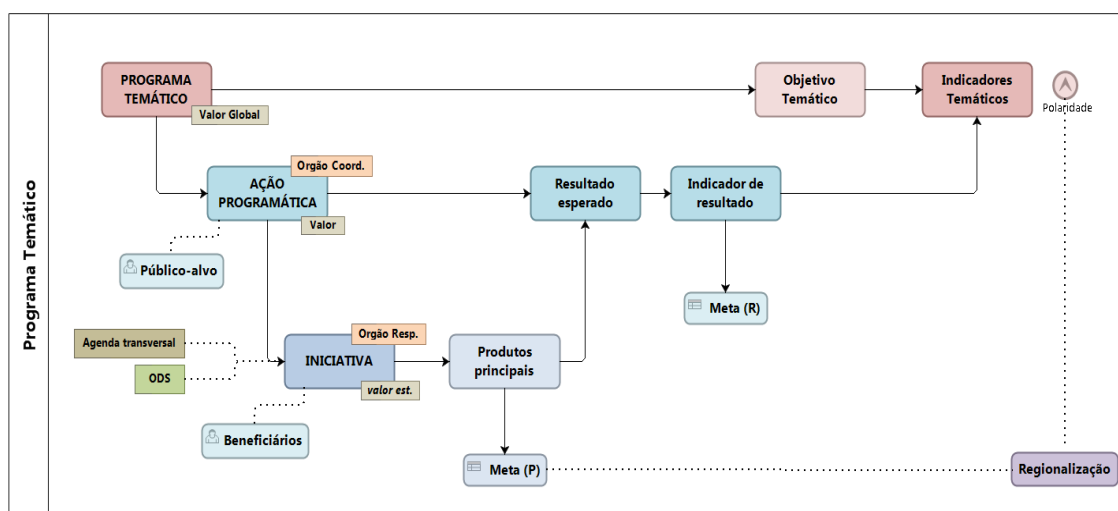 Programa Temático
PROGRAMA
TEMÁTICO
Valor Global
Objetivo
Temático
Indicadores
Temáticos
Polaridade
Orgão Coord.
AÇÃO
PROGRAMÁTICA
Valor
Resultado
esperado
Indicador de
resultado
Público-alvo
Meta (R)
Agenda transversal
ODS
Orgão Resp.
INICIATIVA
valor est.
Produtos
principais
Beneficiários
Meta (P)
Regionalização